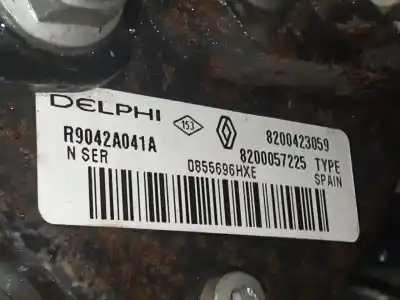 DELPHI 153 8200423059
R9042A041A 8200057225 TYPE
N SER 0855696HXE SPAIN